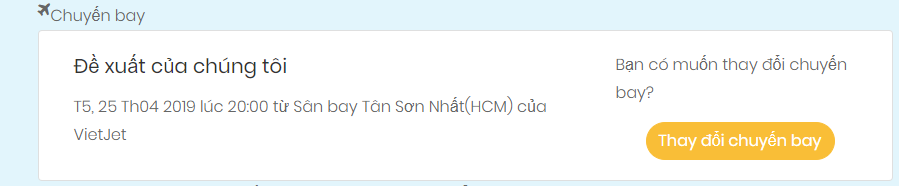 Chuyến bay
Đề xuất của chúng tôi
T5, 25 Th04 2019 lúc 20:00 từ Sân bay Tân Sơn Nhất(HCM) của
VietJet
Bạn có muốn thay đổi chuyến
bay?
Thay đổi chuyến bay